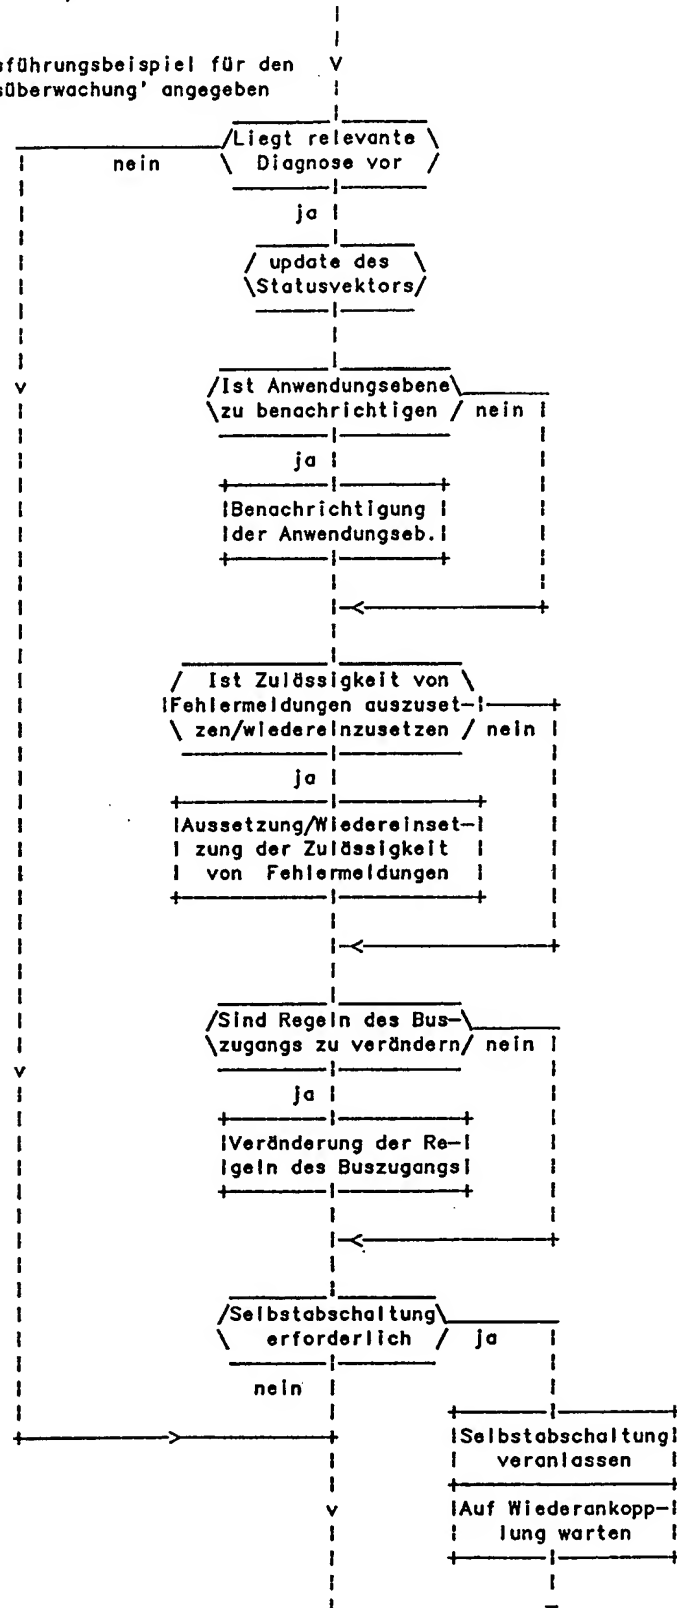 sführungsbeispiel für den
süberwachung' angegeben
Liegt relevante
nein Diagnose vor
ja
update des
Statusvektors
Ist Anwendungsebene
zu benachrichtigen nein
ja
Benachrichtigung
der Anwendungseb.
Ist Zulässigkeit von
Fehlermeldungen auszuset-
zen/wiedereinzusetzen nein
ja
Aussetzung/Wiedereinset-
zung der Zulässigkeit
von Fehlermeldungen
Sind Regeln des Bus-
zugangs zu verändern nein
ja
Veränderung der Re-
geln des Buszugangs
Selbstabschaltung
erforderlich ja
nein
Selbstabschaltung
veranlassen
Auf Wiederankopp-
lung warten